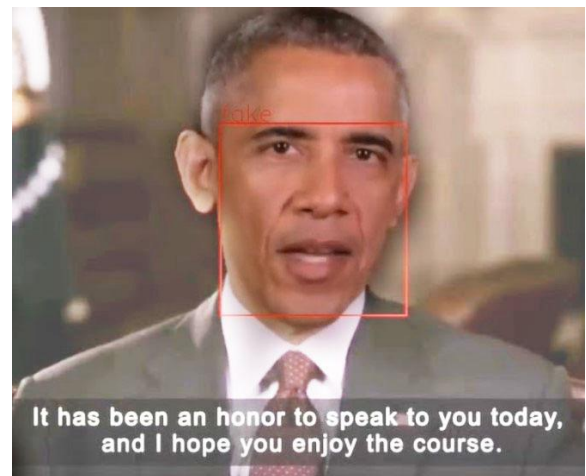 fake
It has been an honor to speak to you today,
and I hope you enjoy the course.